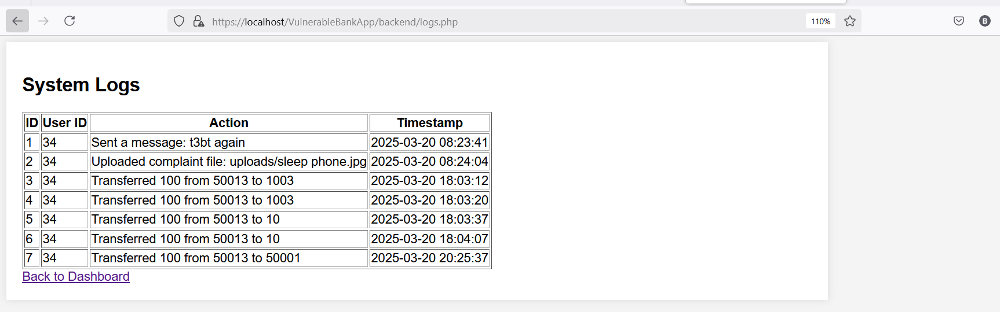 https://localhost/VulnerableBankApp/backend/logs.php 110% B
System Logs
ID User ID Action Timestamp
1 34 Sent a message: t3bt again 2025-03-20 08:23:41
2 34 Uploaded complaint file: uploads/sleep phone.jpg 2025-03-20 08:24:04
3 34 Transferred 100 from 50013 to 1003 2025-03-20 18:03:12
4 34 Transferred 100 from 50013 to 1003 2025-03-20 18:03:20
5 34 Transferred 100 from 50013 to 10 2025-03-20 18:03:37
6 34 Transferred 100 from 50013 to 10 2025-03-20 18:04:07
7 34 Transferred 100 from 50013 to 50001 2025-03-20 20:25:37
Back to Dashboard